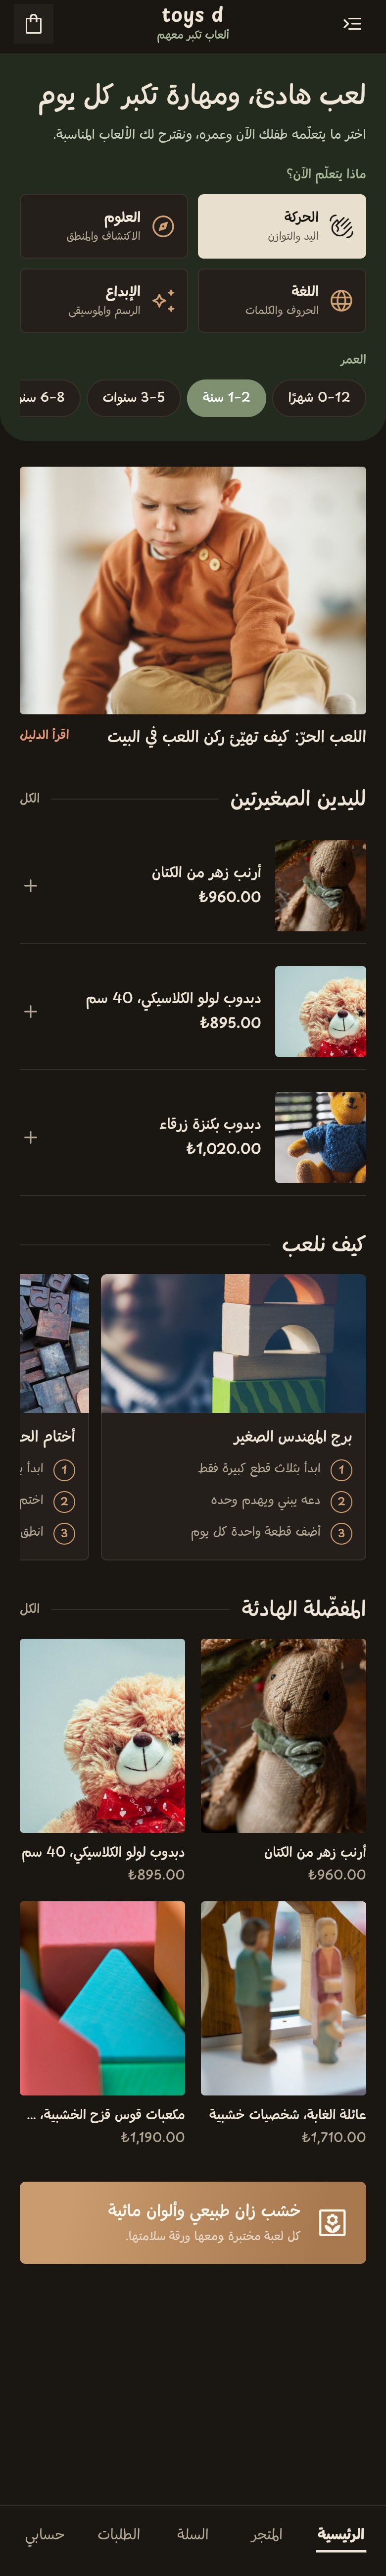 toys d
ألعاب تكبر معهم
لعب هادئ، ومهارة تكبر كل يوم
اختر ما يتعلّمه طفلك الآن وعمره، ونقترح لك الألعاب المناسبة.
ماذا يتعلّم الآن؟
الحركة
اليد والتوازن
العلوم
الاكتشاف والمنطق
اللغة
الحروف والكلمات
الإبداع
الرسم والموسيقى
العمر
0-12 شهرًا
1-2 سنة
3-5 سنوات
6-8 سنو
اللعب الحرّ: كيف تهيّئ ركن اللعب في البيت
اقرأ الدليل
لليدين الصغيرتين
الكل
أرنب زهر من الكتان
₺960.00
دبدوب لولو الكلاسيكي، 40 سم
₺895.00
دبدوب بكنزة زرقاء
₺1,020.00
كيف نلعب
برج المهندس الصغير
1 ابدأ بثلاث قطع كبيرة فقط
2 دعه يبني ويهدم وحده
3 أضف قطعة واحدة كل يوم
أختام الح
1 ابدأ ب
2 اختم
3 انطق
المفضّلة الهادئة
الكل
أرنب زهر من الكتان
₺960.00
دبدوب لولو الكلاسيكي، 40 سم
₺895.00
عائلة الغابة، شخصيات خشبية
₺1,710.00
مكعبات قوس قزح الخشبية، ...
₺1,190.00
خشب زان طبيعي وألوان مائية
كل لعبة مختبرة ومعها ورقة سلامتها.
الرئيسية
المتجر
السلة
الطلبات
حسابي